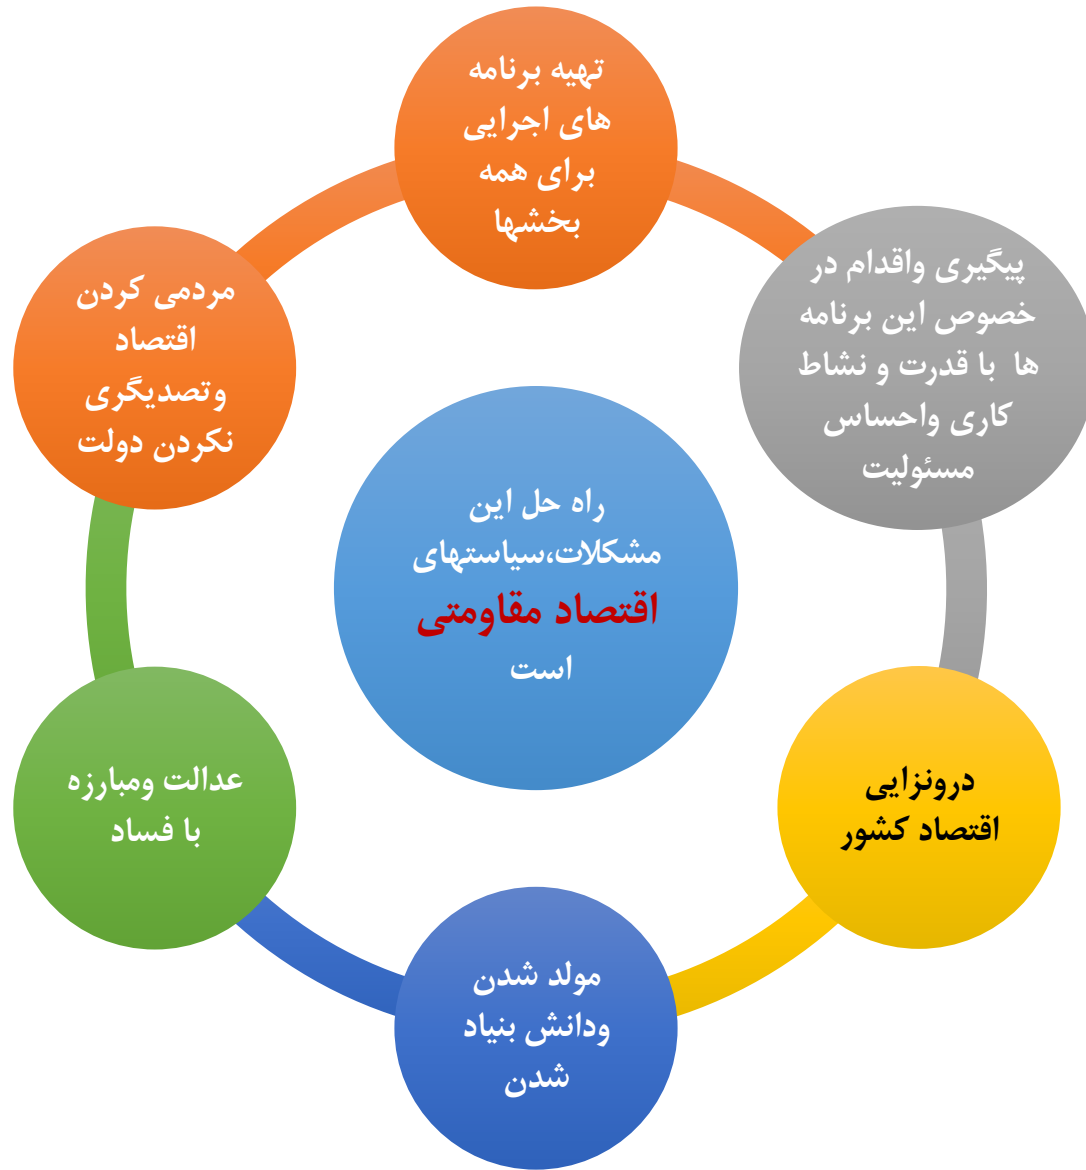 تهیه برنامه
های اجرایی
برای همه
بخشها
پیگیری واقدام در
خصوص این برنامه
ها با قدرت و نشاط
کاری واحساس
مسئولیت
درونزایی
اقتصاد کشور
مولد شدن
ودانش بنیاد
شدن
عدالت ومبارزه
با فساد
مردمی کردن
اقتصاد
وتصدیگری
نکردن دولت
راه حل این
مشکلات،سیاستهای
اقتصاد مقاومتی
است